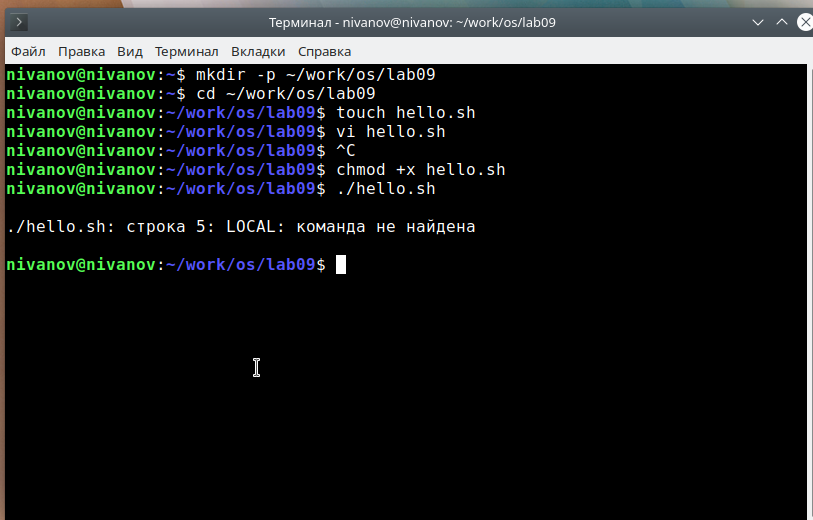 Терминал - nivanov@nivanov: ~/work/os/lab09
Файл Правка Вид Терминал Вкладки Справка
nivanov@nivanov:~$ mkdir -p ~/work/os/lab09
nivanov@nivanov:~$ cd ~/work/os/lab09
nivanov@nivanov:~/work/os/lab09$ touch hello.sh
nivanov@nivanov:~/work/os/lab09$ vi hello.sh
nivanov@nivanov:~/work/os/lab09$ ^C
nivanov@nivanov:~/work/os/lab09$ chmod +x hello.sh
nivanov@nivanov:~/work/os/lab09$ ./hello.sh
./hello.sh: строка 5: LOCAL: команда не найдена
nivanov@nivanov:~/work/os/lab09$